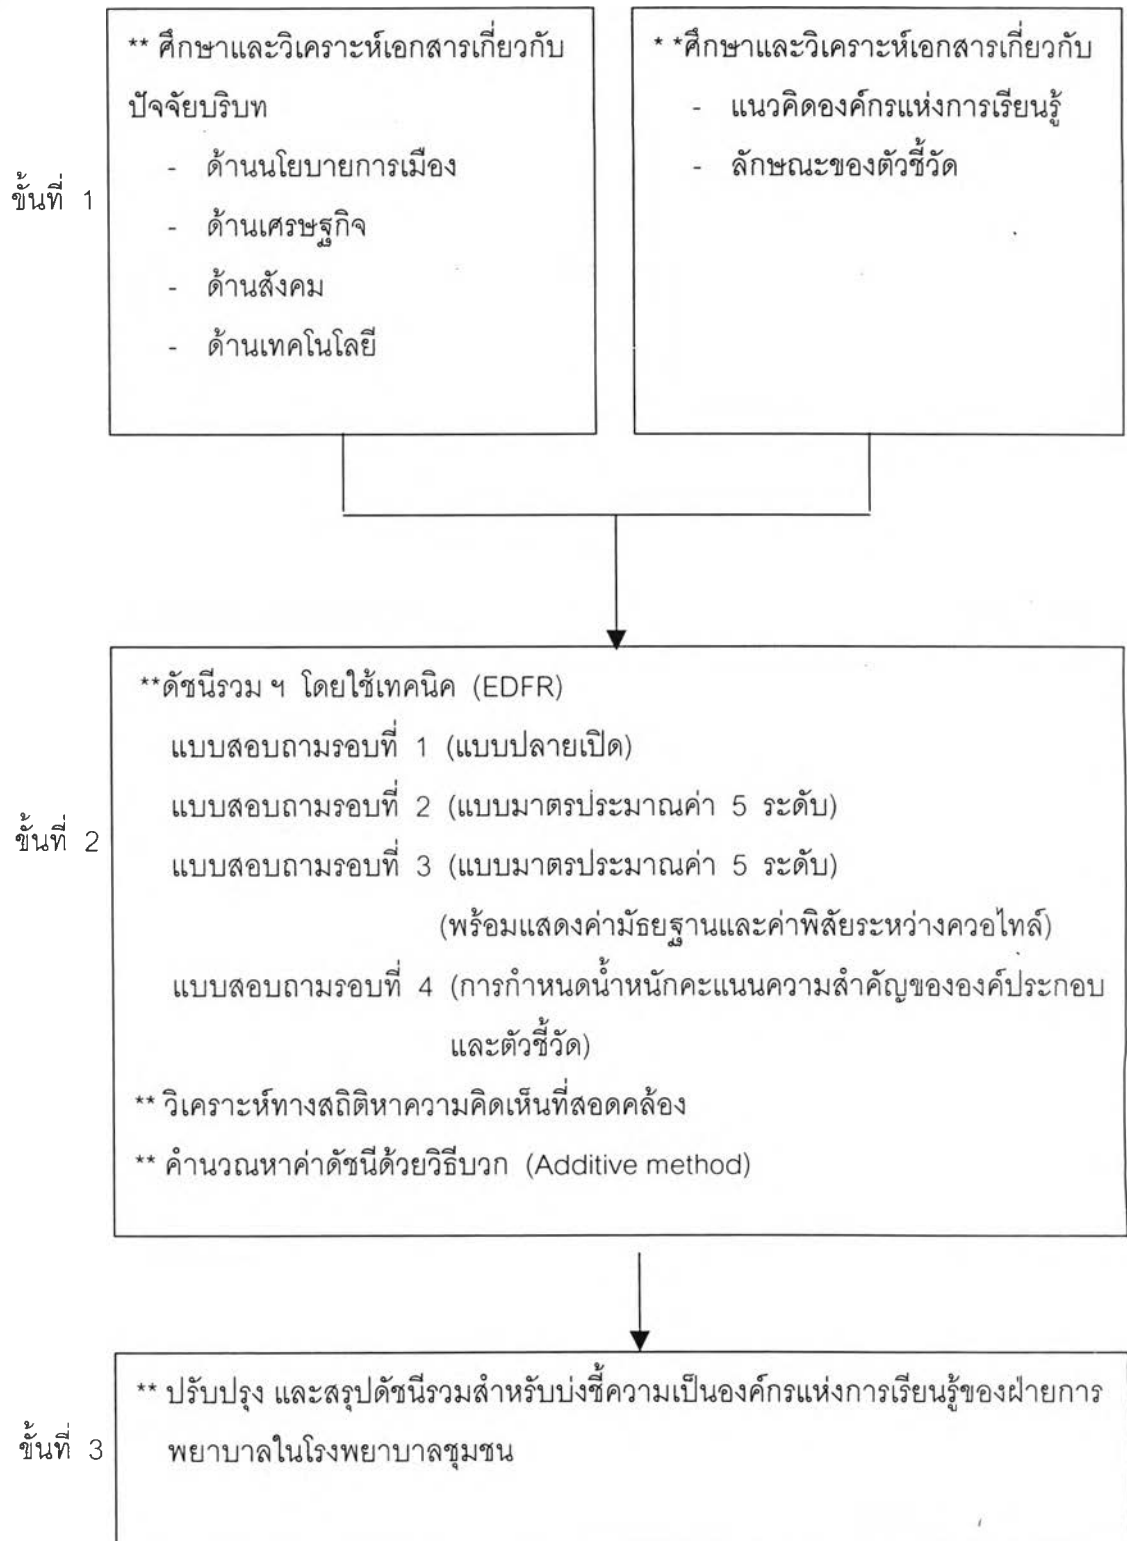 ขั้นที่ 1
** ศึกษาและวิเคราะห์เอกสารเกี่ยวกับ
ปัจจัยบริบท
- ด้านนโยบายการเมือง
- ด้านเศรษฐกิจ
- ด้านสังคม
- ด้านเทคโนโลยี
* *ศึกษาและวิเคราะห์เอกสารเกี่ยวกับ
- แนวคิดองค์กรแห่งการเรียนรู้
- ลักษณะของตัวชี้วัด
ขั้นที่ 2
**ดัชนีรวม ฯ โดยใช้เทคนิค (EDFR)
แบบสอบถามรอบที่ 1 (แบบปลายเปิด)
แบบสอบถามรอบที่ 2 (แบบมาตรประมาณค่า 5 ระดับ)
แบบสอบถามรอบที่ 3 (แบบมาตรประมาณค่า 5 ระดับ)
(พร้อมแสดงค่ามัธยฐานและค่าพิสัยระหว่างควอไทล์)
แบบสอบถามรอบที่ 4 (การกำหนดน้ำหนักคะแนนความสำคัญขององค์ประกอบ
และตัวชี้วัด)
** วิเคราะห์ทางสถิติหาความคิดเห็นที่สอดคล้อง
** คำนวณหาค่าดัชนีด้วยวิธีบวก (Additive method)
ขั้นที่ 3
** ปรับปรุง และสรุปดัชนีรวมสำหรับบ่งชี้ความเป็นองค์กรแห่งการเรียนรู้ของฝ่ายการ
พยาบาลในโรงพยาบาลชุมชน